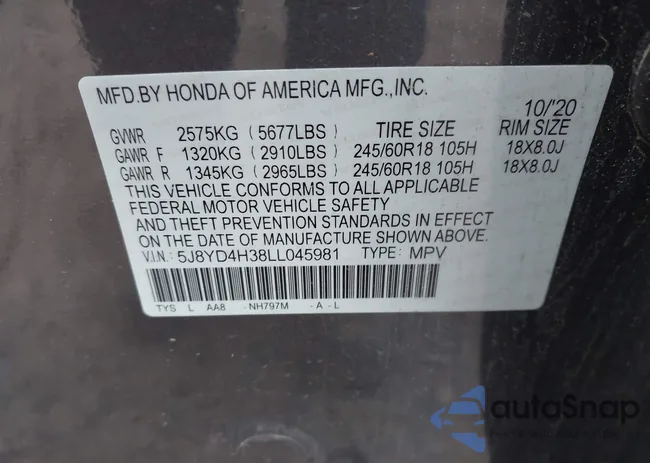 MFD.BY HONDA OF AMERICA MFG.,INC.
10/'20
GVWR 2575KG (5677LBS) TIRE SIZE RIM SIZE
GAWR F 1320KG (2910LBS) 245/60R18 105H 18X8.0J
GAWR R 1345KG (2965LBS) 245/60R18 105H 18X8.0J
THIS VEHICLE CONFORMS TO ALL APPLICABLE
FEDERAL MOTOR VEHICLE SAFETY
AND THEFT PREVENTION STANDARDS IN EFFECT
ON THE DATE OF MANUFACTURE SHOWN ABOVE.
V.I.N.: 5J8YD4H38LL045981 TYPE: MPV
TYS L AA8 -NH797M -A-L
autoSnap